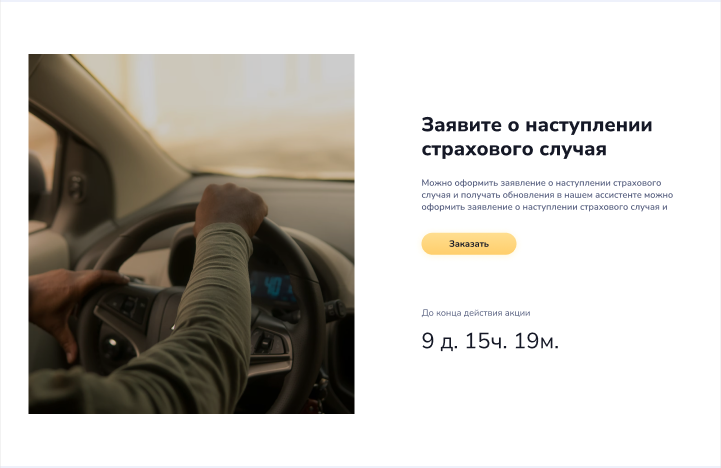 Заявите о наступлении
страхового случая
Можно оформить заявление о наступлении страхового
случая и получать обновления в нашем ассистенте можно
оформить заявление о наступлении страхового случая и
Заказать
До конца действия акции
9 д. 15ч. 19м.